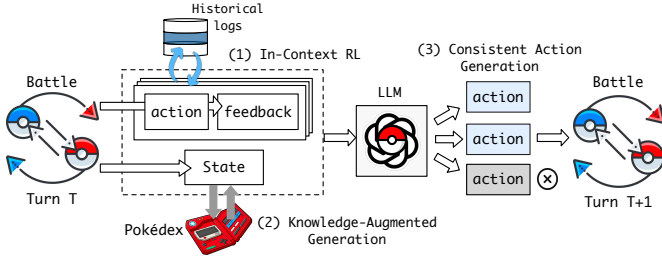 Historical
logs
(1) In-Context RL
(3) Consistent Action
Generation
Battle
LLM
Battle
action
feedback
action
action
State
action
Turn T
Turn T+1
Pokédex
(2) Knowledge-Augmented
Generation